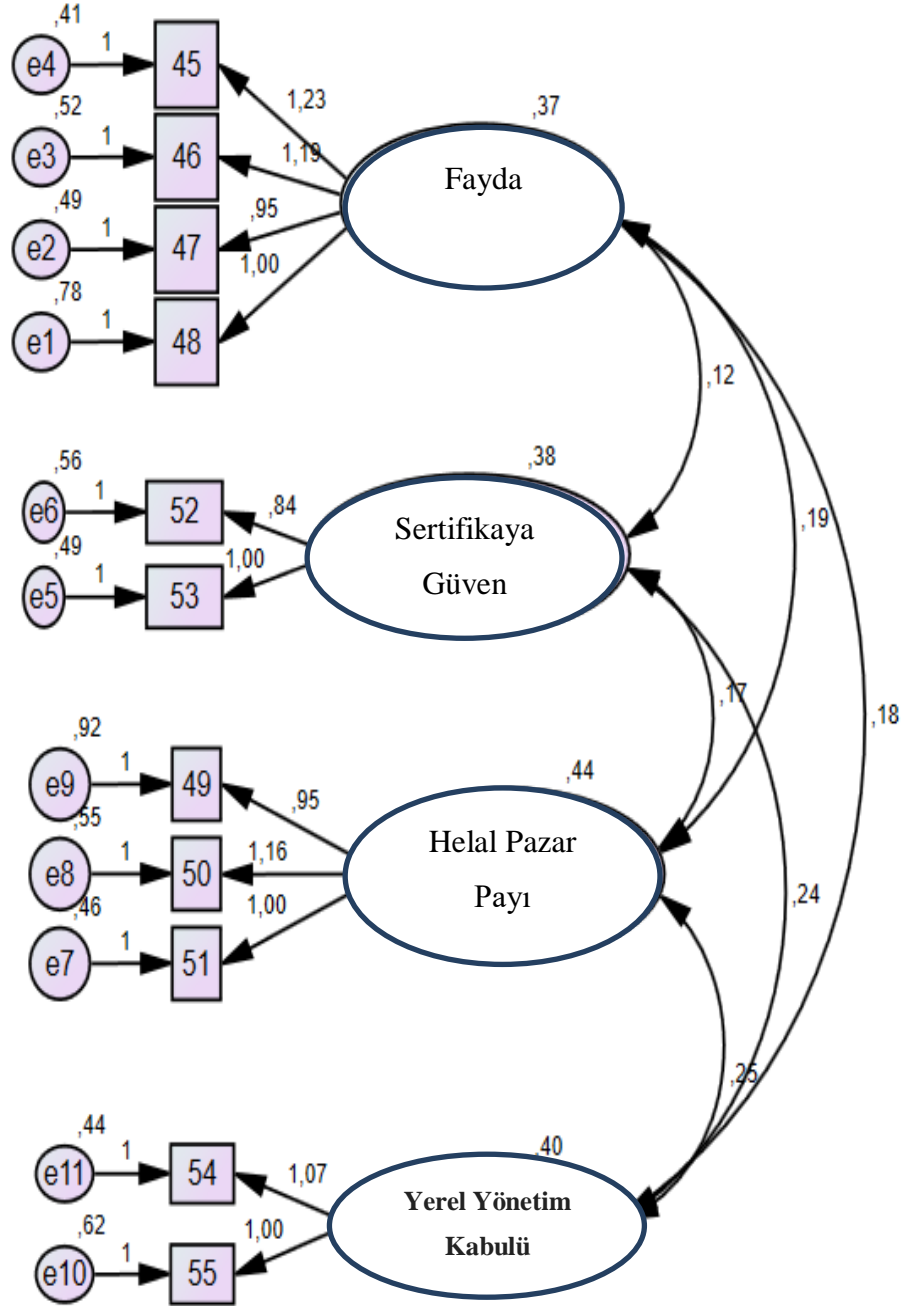 ,41
e4 1 45
1,23
,37
,52
e3 1 46
1,19
Fayda
,49
e2 1 47
,95
1,00
,78
e1 1 48
,12
,56
e6 1 52
,84
,38
Sertifikaya
Güven
,19
,49
e5 1 53
1,00
,17
,18
,92
e9 1 49
,95
,44
,55
e8 1 50
1,16
Helal Pazar
Payı
,24
,46
e7 1 51
1,00
,25
,44
e11 1 54
1,07
,40
Yerel Yönetim
Kabulü
,62
e10 1 55
1,00